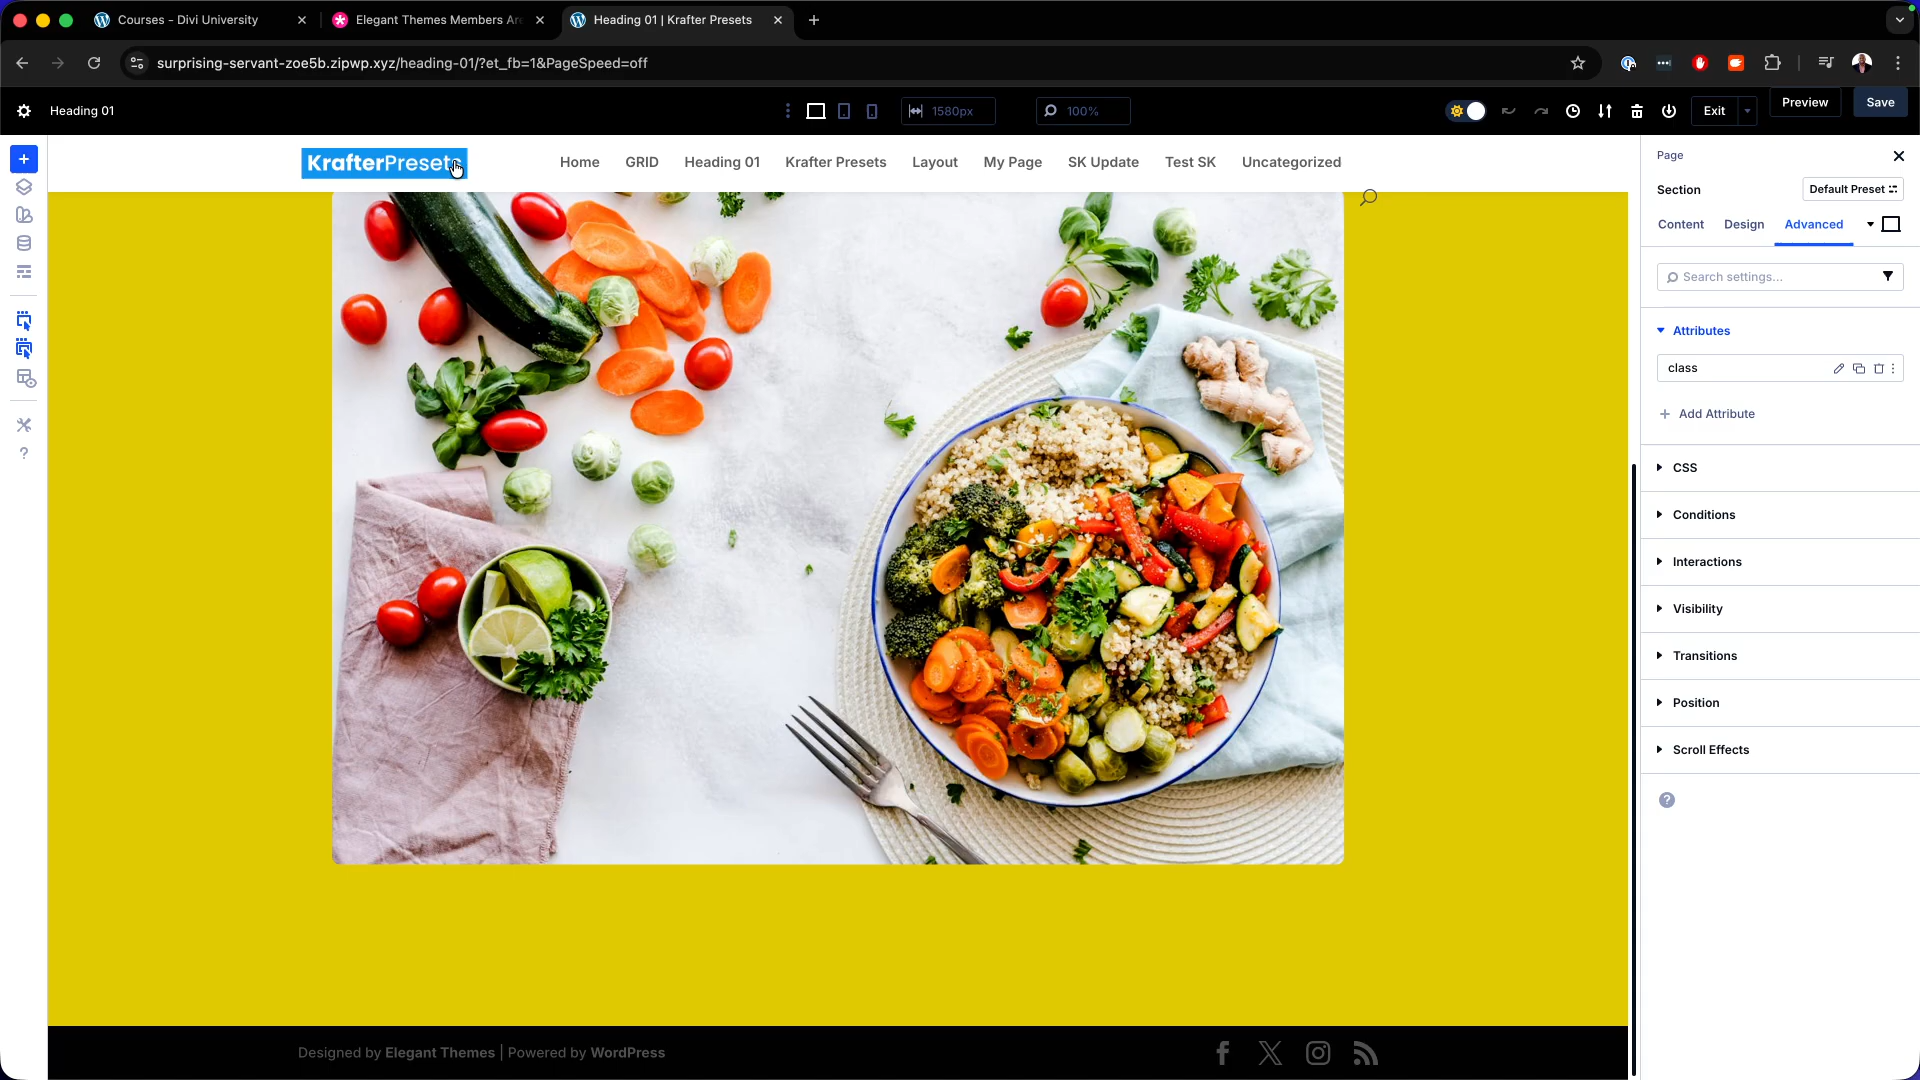 Courses - Divi University
Elegant Themes Members Are
Heading 01 | Krafter Presets
surprising-servant-zoe5b.zipwp.xyz/heading-01/?et_fb=1&PageSpeed=off
Heading 01
1580px
100%
Exit
Preview
Save
KrafterPresets
Home
GRID
Heading 01
Krafter Presets
Layout
My Page
SK Update
Test SK
Uncategorized
Page
Section
Default Preset
Content
Design
Advanced
Search settings...
Attributes
class
+ Add Attribute
CSS
Conditions
Interactions
Visibility
Transitions
Position
Scroll Effects
?
?
Designed by Elegant Themes | Powered by WordPress